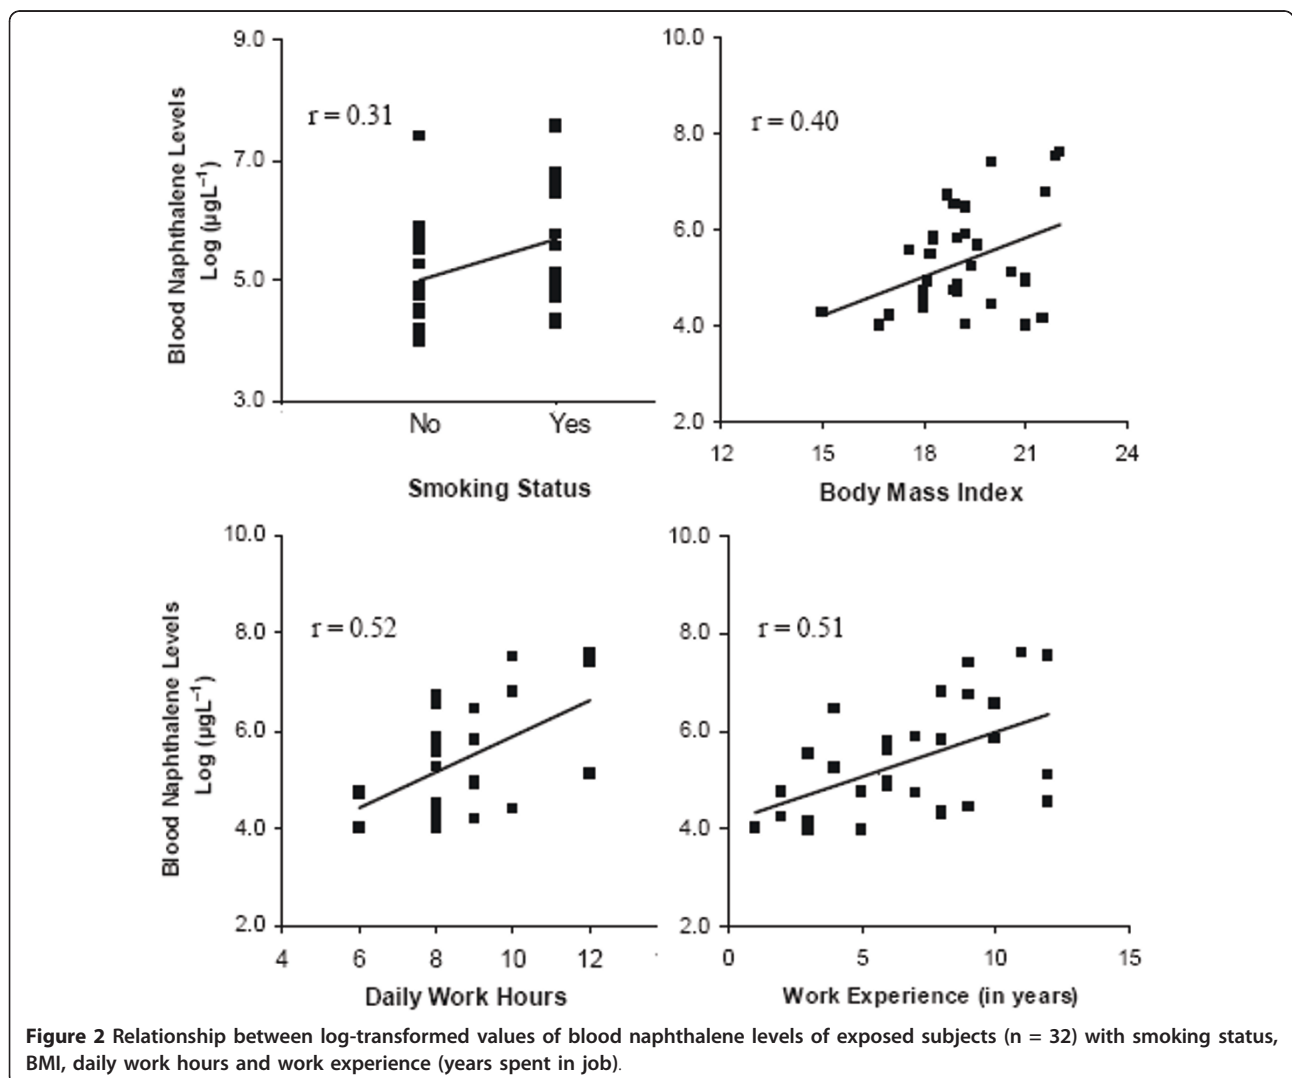 9.0
7.0
5.0
3.0
Blood Naphthalene Levels
Log (µgL⁻¹)
r = 0.31
No Yes
Smoking Status
10.0
8.0
6.0
4.0
2.0
r = 0.40
12 15 18 21 24
Body Mass Index
10.0
8.0
6.0
4.0
2.0
Blood Naphthalene Levels
Log (µgL⁻¹)
r = 0.52
4 6 8 10 12
Daily Work Hours
10.0
8.0
6.0
4.0
2.0
r = 0.51
0 5 10 15
Work Experience (in years)
Figure 2 Relationship between log-transformed values of blood naphthalene levels of exposed subjects (n = 32) with smoking status,
BMI, daily work hours and work experience (years spent in job).